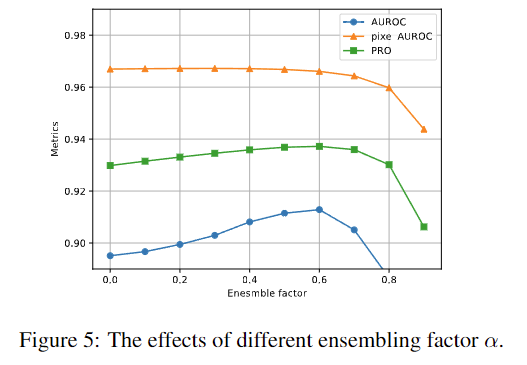 AUROC
pixe AUROC
PRO
0.98
0.96
0.94
0.92
0.90
Metrics
0.0 0.2 0.4 0.6 0.8
Enesmble factor
Figure 5: The effects of different ensembling factor α.